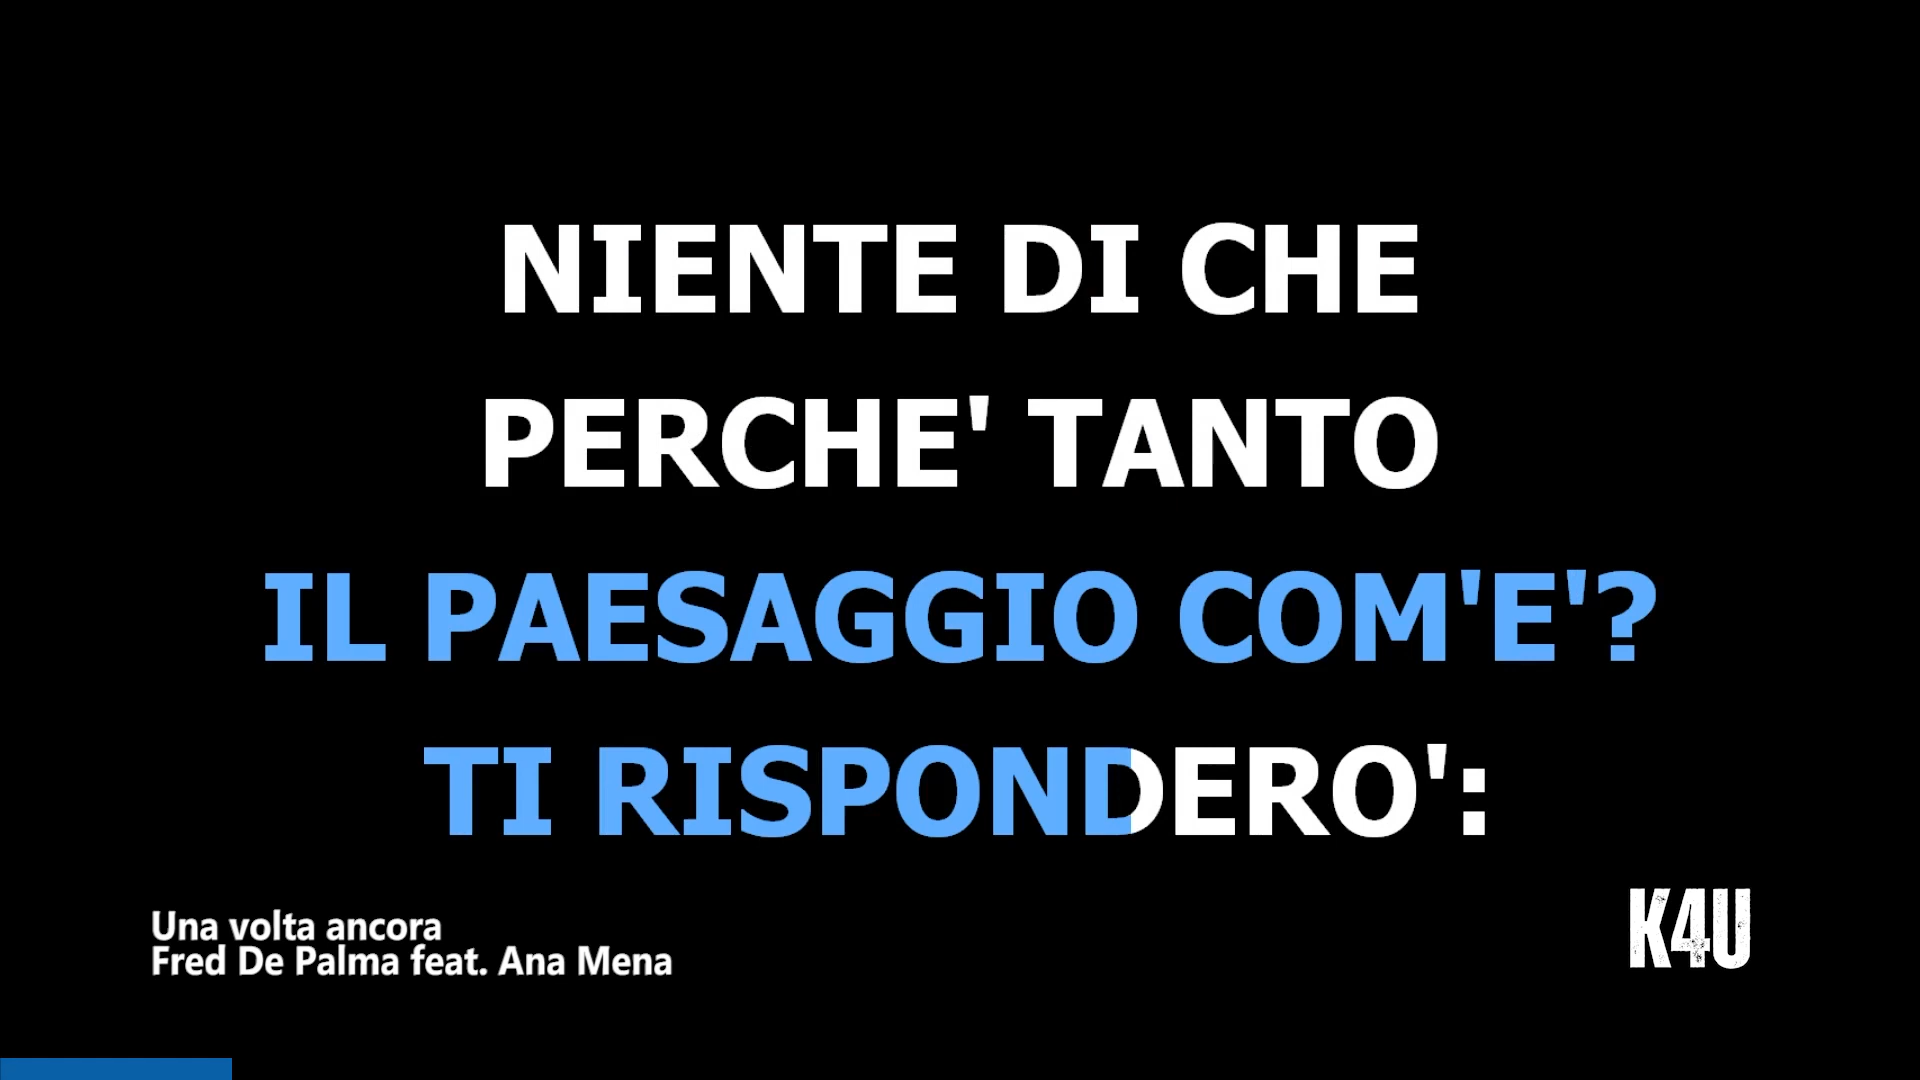 NIENTE DI CHE
PERCHE' TANTO
IL PAESAGGIO COM'E'?
TI RISPONDERO':
Una volta ancora
Fred De Palma feat. Ana Mena
K4U